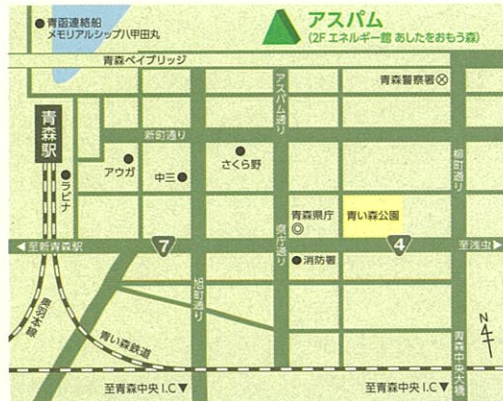 青函連絡船
メモリアルシップ八甲田丸
アスパム
(2F エネルギー館 あしたをおもう森)
青森ベイブリッジ
青森警察署
アスパム通り
青森駅
新町通り
柳町通り
ラビナ
アウガ
中三
さくら野
青森県庁
青い森公園
◀至新青森駅
7
県庁通り
4
至浅虫▶
消防署
旭町通り
奥羽本線
青い森鉄道
青森中央大橋
N
至青森中央 I.C▼
至青森中央 I.C▼